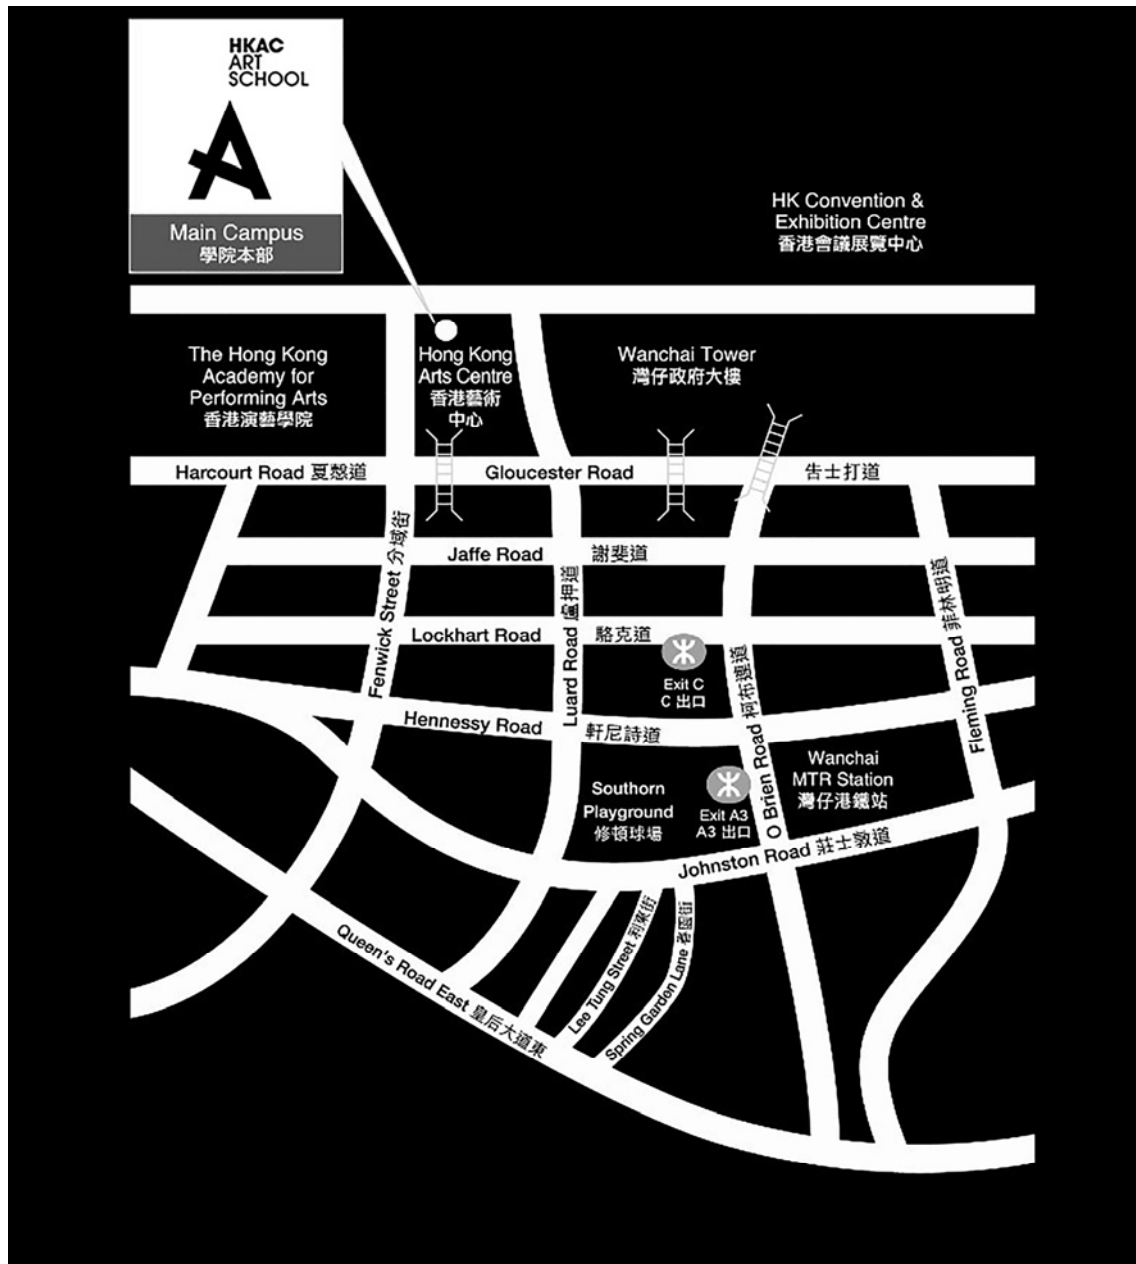 HKAC
ART
SCHOOL
Main Campus
學院本部
HK Convention &
Exhibition Centre
香港會議展覽中心
The Hong Kong
Academy for
Performing Arts
香港演藝學院
Hong Kong
Arts Centre
香港藝術
中心
Wanchai Tower
灣仔政府大樓
Harcourt Road 夏慤道
Gloucester Road 告士打道
Jaffe Road 謝斐道
Lockhart Road 駱克道
Fenwick Street 分域街
Luard Road 盧押道
O Brien Road 柯布連道
Fleming Road 菲林明道
Exit C
C 出口
Hennessy Road 軒尼詩道
Southorn
Playground
修頓球場
Exit A3
A3 出口
Wanchai
MTR Station
灣仔港鐵站
Johnston Road 莊士敦道
Queen's Road East 皇后大道東
Lee Tung Street 利東街
Spring Garden Lane 春園街